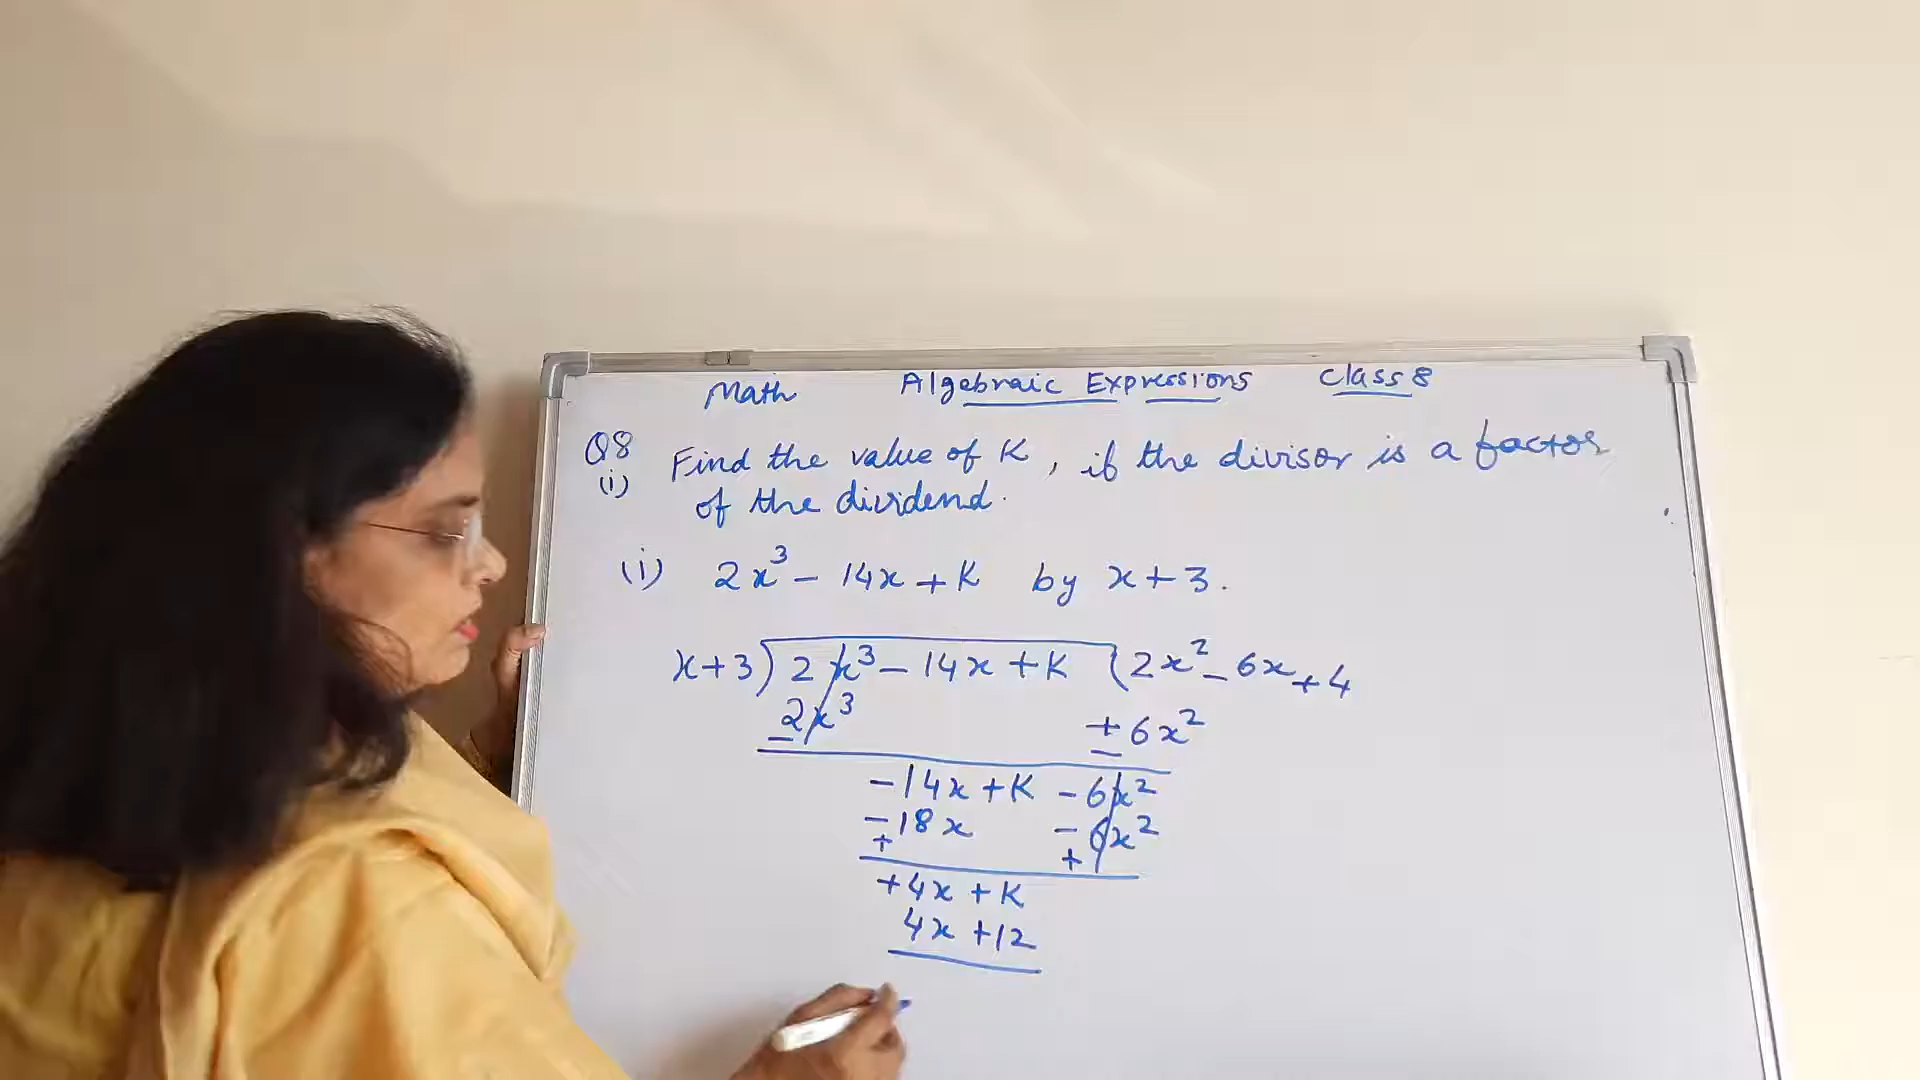 Math Algebraic Expressions Class 8
Q8 Find the value of K, if the divisor is a factor
(i) of the dividend.
(i) 2x³ - 14x + K by x + 3.
x+3)2x³ - 14x + K(2x² - 6x + 4
2x³ + 6x²
- -
-14x + K - 6x²
-18x - 6x²
+ +
+4x + K
4x + 12